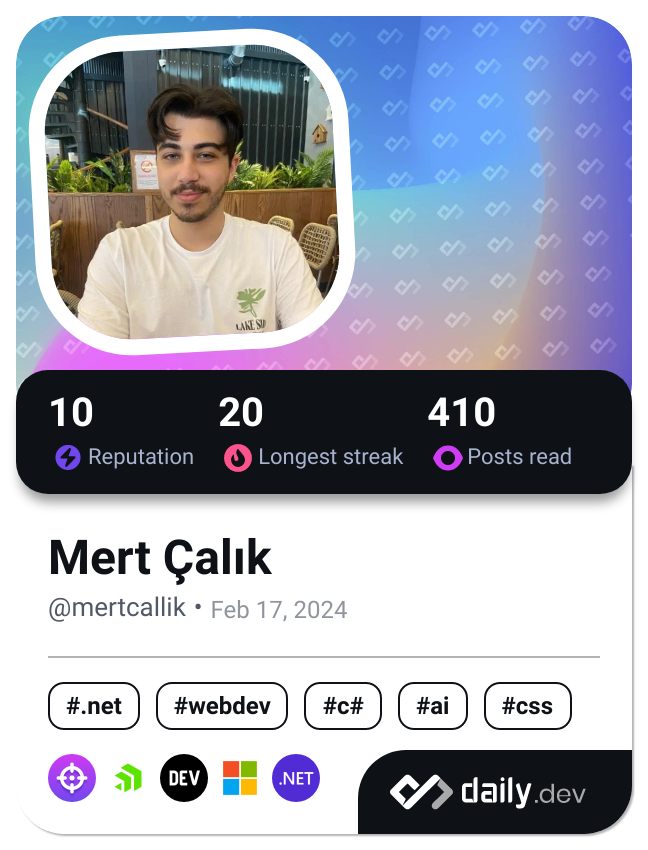 LAKE
10 20 410
Reputation Longest streak Posts read
Mert Çalık
@mertcallik • Feb 17, 2024
#.net #webdev #c# #ai #css
DEV .NET
daily.dev